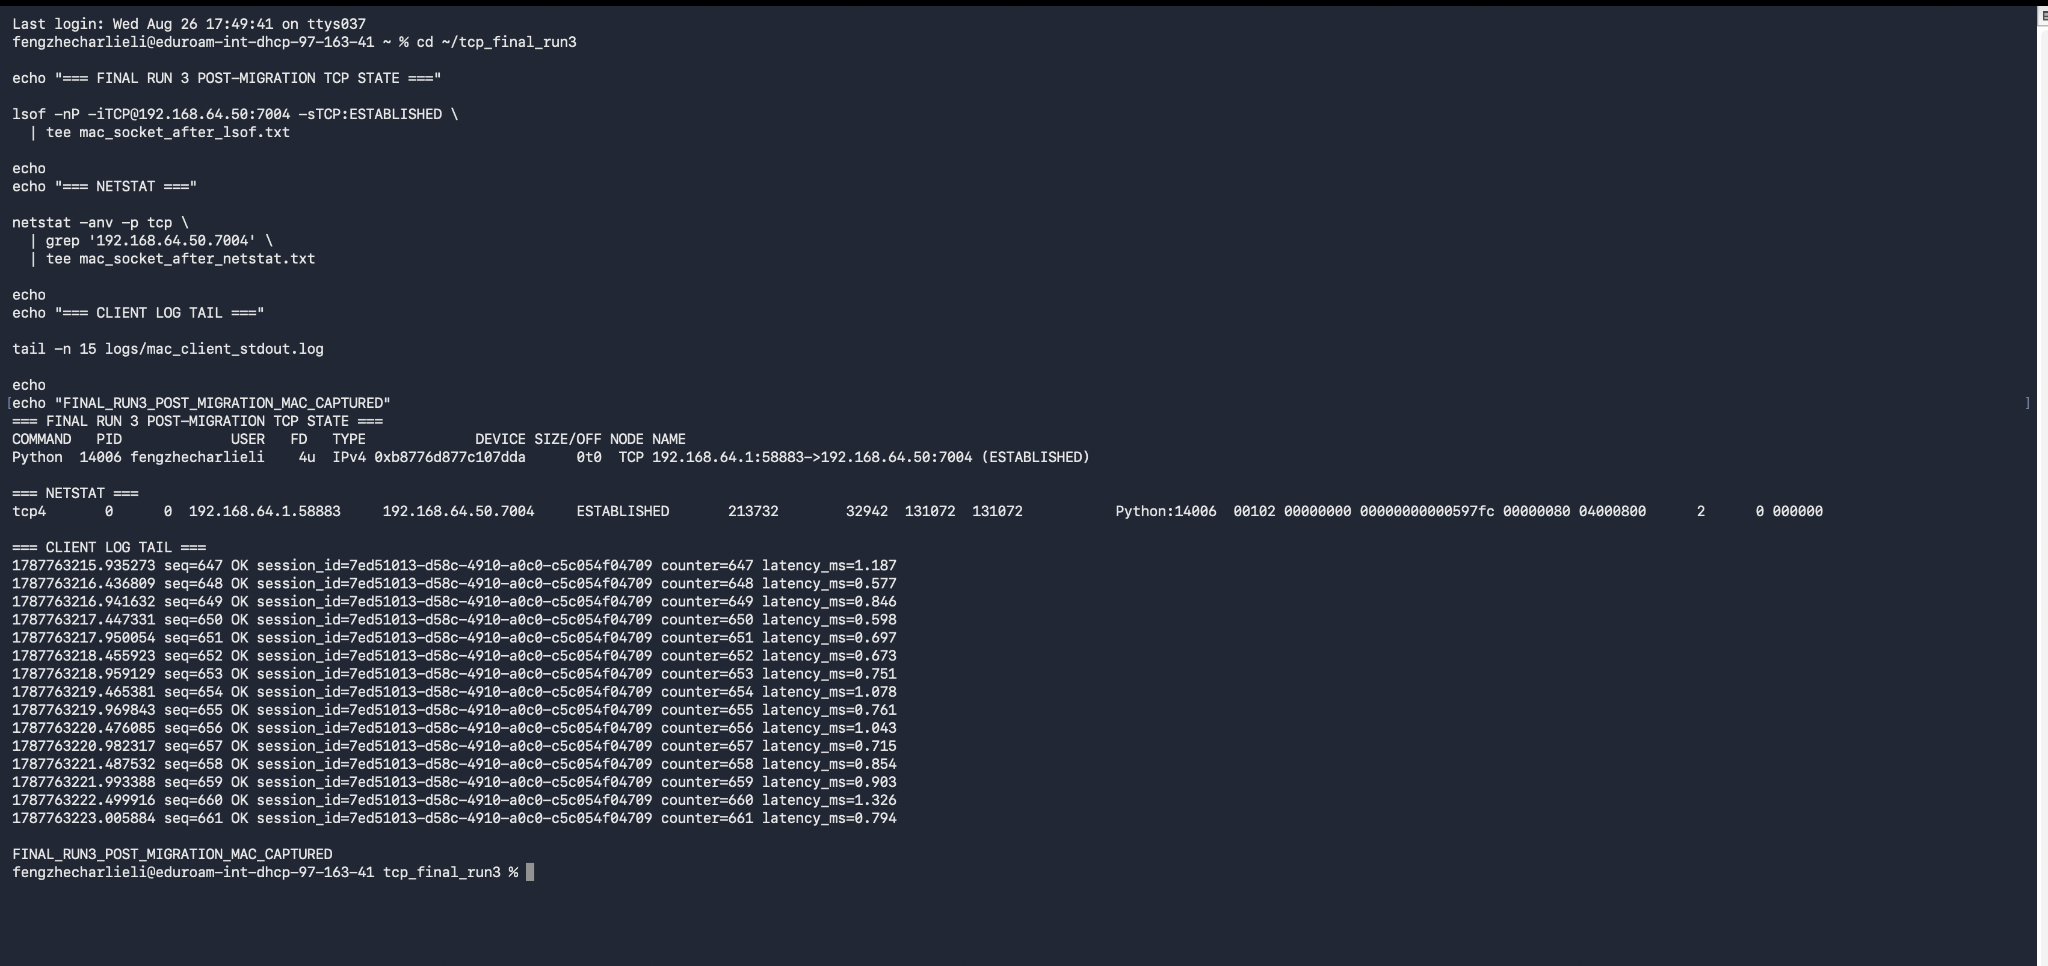 Last login: Wed Aug 26 17:49:41 on ttys037
fengzhecharlieli@eduroam-int-dhcp-97-163-41 ~ % cd ~/tcp_final_run3
echo "=== FINAL RUN 3 POST-MIGRATION TCP STATE ==="
lsof -nP -iTCP@192.168.64.50:7004 -sTCP:ESTABLISHED \
| tee mac_socket_after_lsof.txt
echo
echo "=== NETSTAT ==="
netstat -anv -p tcp \
| grep '192.168.64.50.7004' \
| tee mac_socket_after_netstat.txt
echo
echo "=== CLIENT LOG TAIL ==="
tail -n 15 logs/mac_client_stdout.log
echo
[echo "FINAL_RUN3_POST_MIGRATION_MAC_CAPTURED" ]
=== FINAL RUN 3 POST-MIGRATION TCP STATE ===
COMMAND PID USER FD TYPE DEVICE SIZE/OFF NODE NAME
Python 14006 fengzhecharlieli 4u IPv4 0xb8776d877c107dda 0t0 TCP 192.168.64.1:58883->192.168.64.50:7004 (ESTABLISHED)
=== NETSTAT ===
tcp4 0 0 192.168.64.1.58883 192.168.64.50.7004 ESTABLISHED 213732 32942 131072 131072 Python:14006 00102 00000000 00000000000597fc 00000080 04000800 2 0 000000
=== CLIENT LOG TAIL ===
1787763215.935273 seq=647 OK session_id=7ed51013-d58c-4910-a0c0-c5c054f04709 counter=647 latency_ms=1.187
1787763216.436809 seq=648 OK session_id=7ed51013-d58c-4910-a0c0-c5c054f04709 counter=648 latency_ms=0.577
1787763216.941632 seq=649 OK session_id=7ed51013-d58c-4910-a0c0-c5c054f04709 counter=649 latency_ms=0.846
1787763217.447331 seq=650 OK session_id=7ed51013-d58c-4910-a0c0-c5c054f04709 counter=650 latency_ms=0.598
1787763217.950054 seq=651 OK session_id=7ed51013-d58c-4910-a0c0-c5c054f04709 counter=651 latency_ms=0.697
1787763218.455923 seq=652 OK session_id=7ed51013-d58c-4910-a0c0-c5c054f04709 counter=652 latency_ms=0.673
1787763218.959129 seq=653 OK session_id=7ed51013-d58c-4910-a0c0-c5c054f04709 counter=653 latency_ms=0.751
1787763219.465381 seq=654 OK session_id=7ed51013-d58c-4910-a0c0-c5c054f04709 counter=654 latency_ms=1.078
1787763219.969843 seq=655 OK session_id=7ed51013-d58c-4910-a0c0-c5c054f04709 counter=655 latency_ms=0.761
1787763220.476085 seq=656 OK session_id=7ed51013-d58c-4910-a0c0-c5c054f04709 counter=656 latency_ms=1.043
1787763220.982317 seq=657 OK session_id=7ed51013-d58c-4910-a0c0-c5c054f04709 counter=657 latency_ms=0.715
1787763221.487532 seq=658 OK session_id=7ed51013-d58c-4910-a0c0-c5c054f04709 counter=658 latency_ms=0.854
1787763221.993388 seq=659 OK session_id=7ed51013-d58c-4910-a0c0-c5c054f04709 counter=659 latency_ms=0.903
1787763222.499916 seq=660 OK session_id=7ed51013-d58c-4910-a0c0-c5c054f04709 counter=660 latency_ms=1.326
1787763223.005884 seq=661 OK session_id=7ed51013-d58c-4910-a0c0-c5c054f04709 counter=661 latency_ms=0.794
FINAL_RUN3_POST_MIGRATION_MAC_CAPTURED
fengzhecharlieli@eduroam-int-dhcp-97-163-41 tcp_final_run3 %